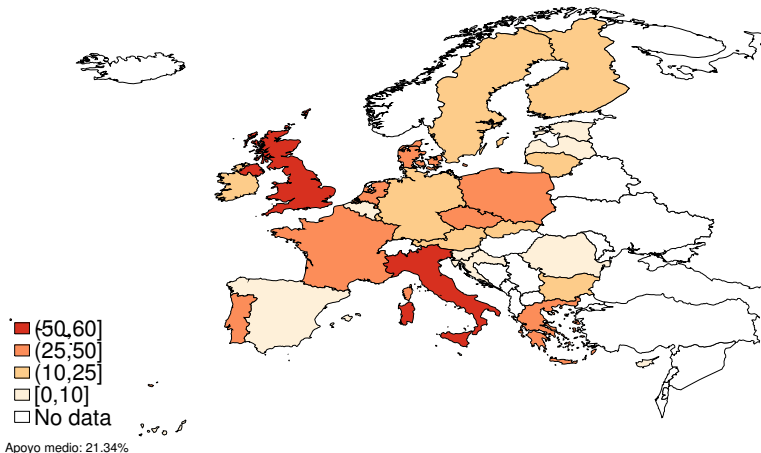 (50,60]
(25,50]
(10,25]
[0,10]
No data
Apoyo medio: 21.34%